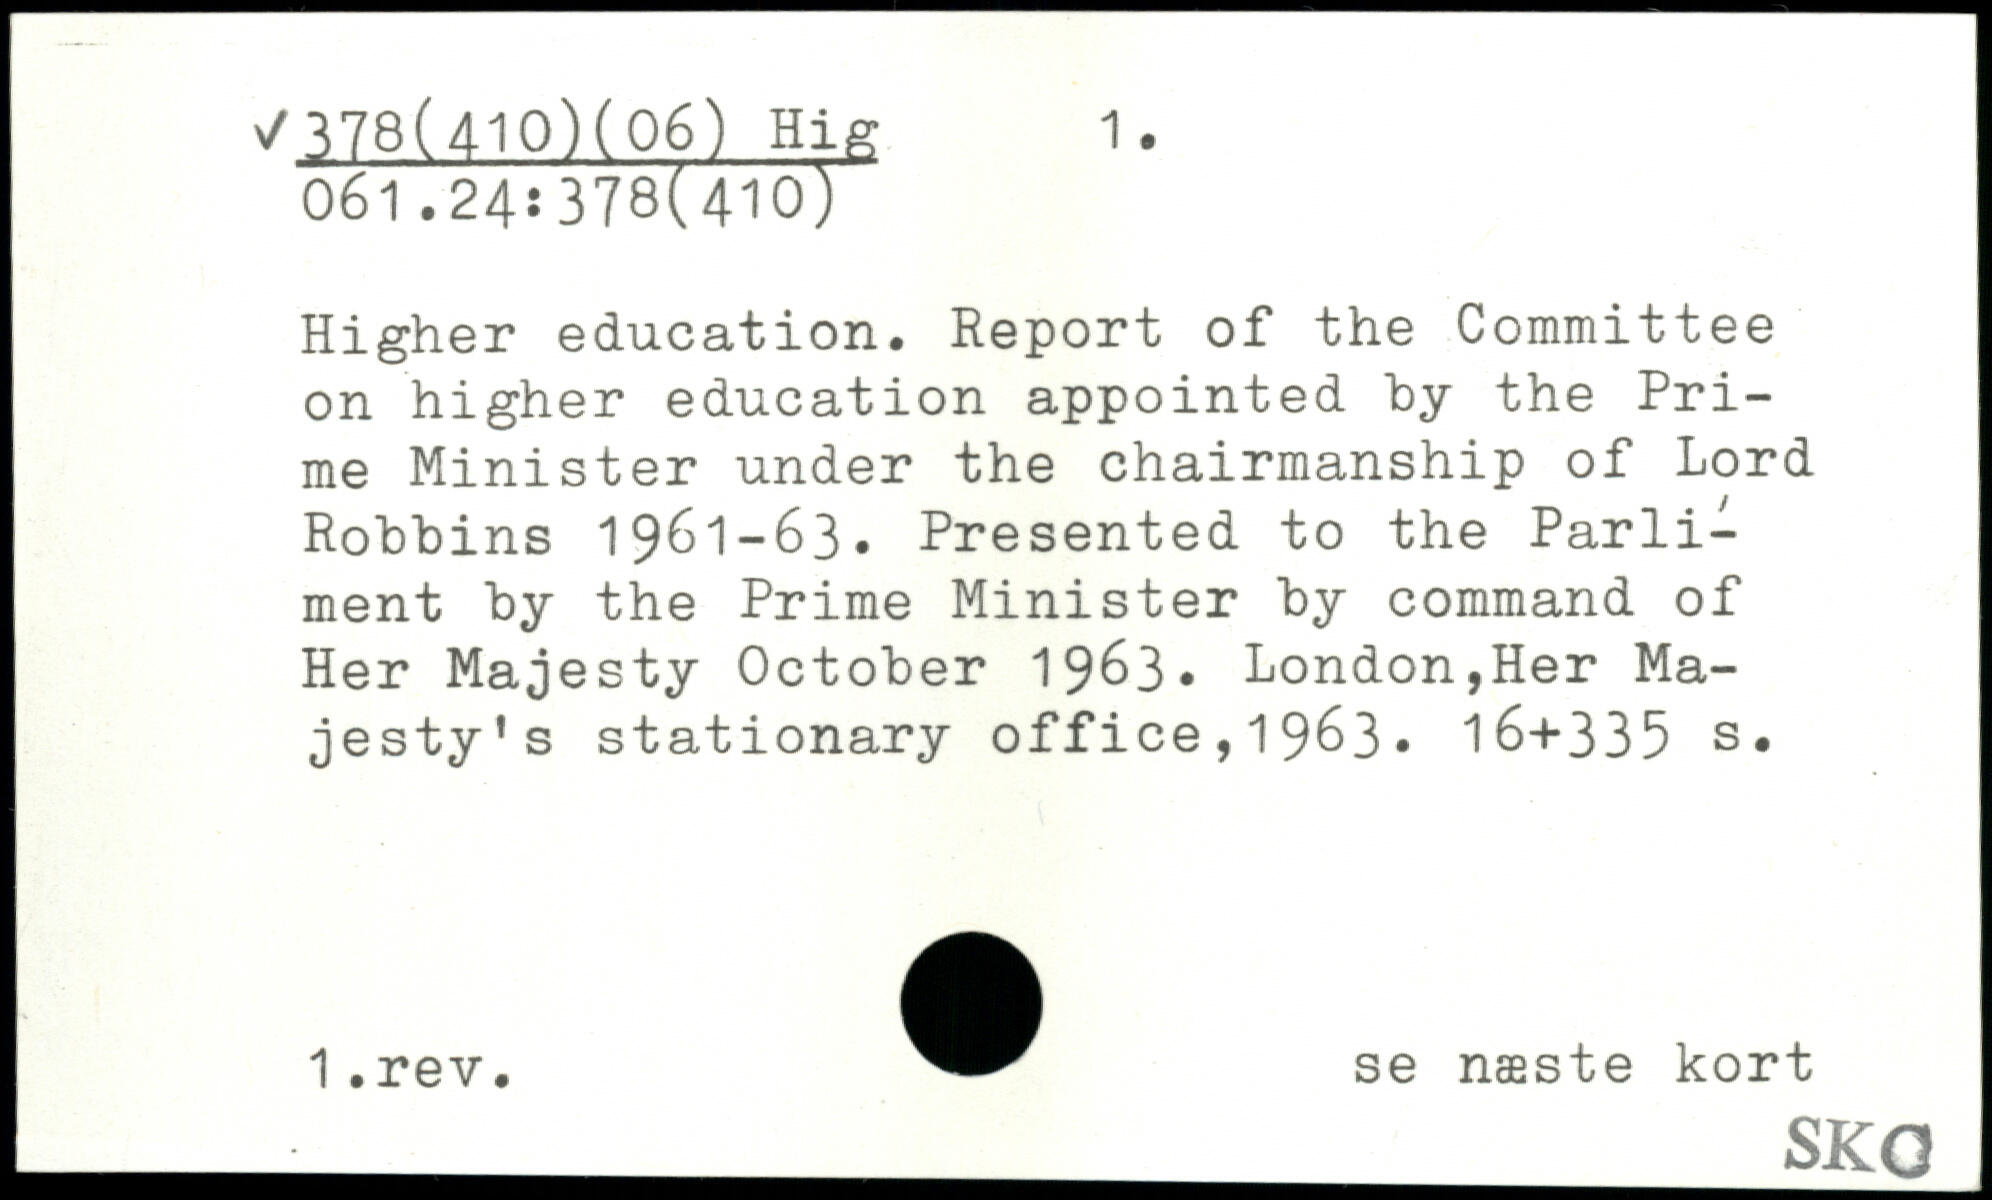 ✓ 378(410)(06) Hig 1.
061.24:378(410)
Higher education. Report of the Committee
on higher education appointed by the Pri-
me Minister under the chairmanship of Lord
Robbins 1961-63. Presented to the Parli-
ment by the Prime Minister by command of
Her Majesty October 1963. London,Her Ma-
jesty's stationary office,1963. 16+335 s.
1.rev. se næste kort
SKC